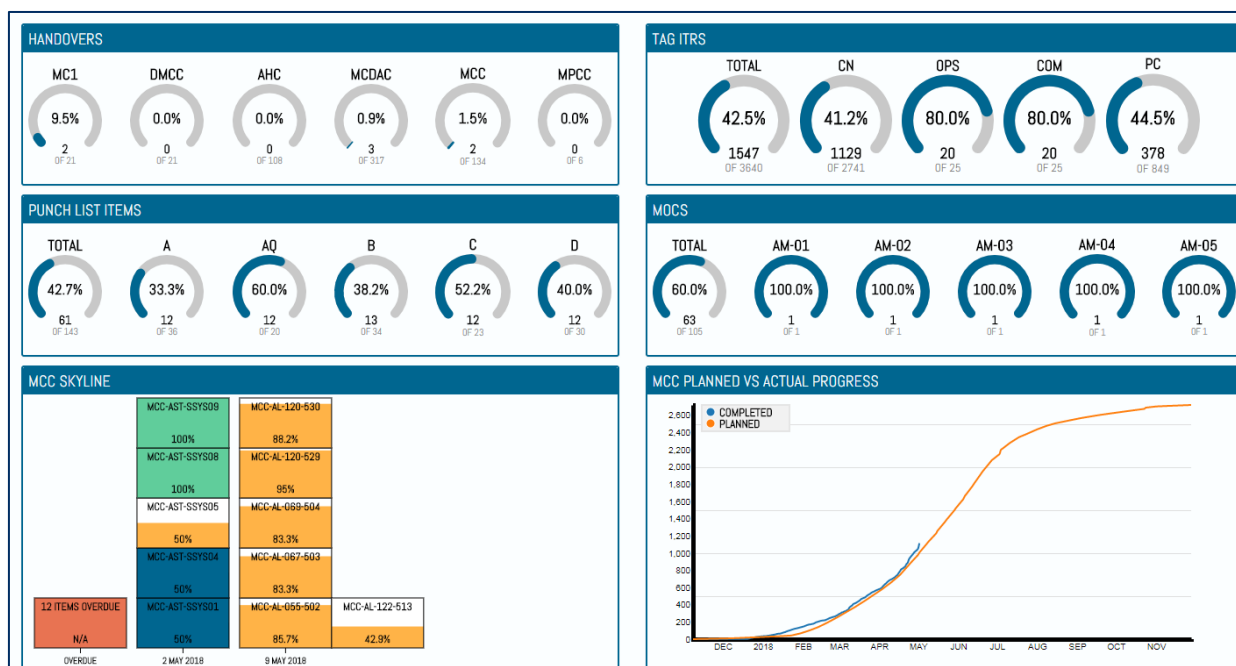 HANDOVERS
MC1 DMCC AHC MCDAC MCC MPCC
9.5% 0.0% 0.0% 0.9% 1.5% 0.0%
2 0 0 3 2 0
OF 21 OF 21 OF 108 OF 317 OF 134 OF 6
TAG ITRS
TOTAL CN OPS COM PC
42.5% 41.2% 80.0% 80.0% 44.5%
1547 1129 20 20 378
OF 3640 OF 2741 OF 25 OF 25 OF 849
PUNCH LIST ITEMS
TOTAL A AQ B C D
42.7% 33.3% 60.0% 38.2% 52.2% 40.0%
61 12 12 13 12 12
OF 143 OF 36 OF 20 OF 34 OF 23 OF 30
MOCS
TOTAL AM-01 AM-02 AM-03 AM-04 AM-05
60.0% 100.0% 100.0% 100.0% 100.0% 100.0%
63 1 1 1 1 1
OF 105 OF 1 OF 1 OF 1 OF 1 OF 1
MCC SKYLINE
MCC-AST-SSYS09 MCC-AL-120-530
100% 88.2%
MCC-AST-SSYS08 MCC-AL-120-529
100% 95%
MCC-AST-SSYS05 MCC-AL-069-504
50% 83.3%
MCC-AST-SSYS04 MCC-AL-067-503
50% 83.3%
12 ITEMS OVERDUE MCC-AST-SSYS01 MCC-AL-055-502 MCC-AL-122-513
N/A 50% 85.7% 42.9%
OVERDUE 2 MAY 2018 9 MAY 2018
MCC PLANNED VS ACTUAL PROGRESS
COMPLETED
PLANNED
2,600
2,400
2,200
2,000
1,800
1,600
1,400
1,200
1,000
800
600
400
200
0
DEC 2018 FEB MAR APR MAY JUN JUL AUG SEP OCT NOV